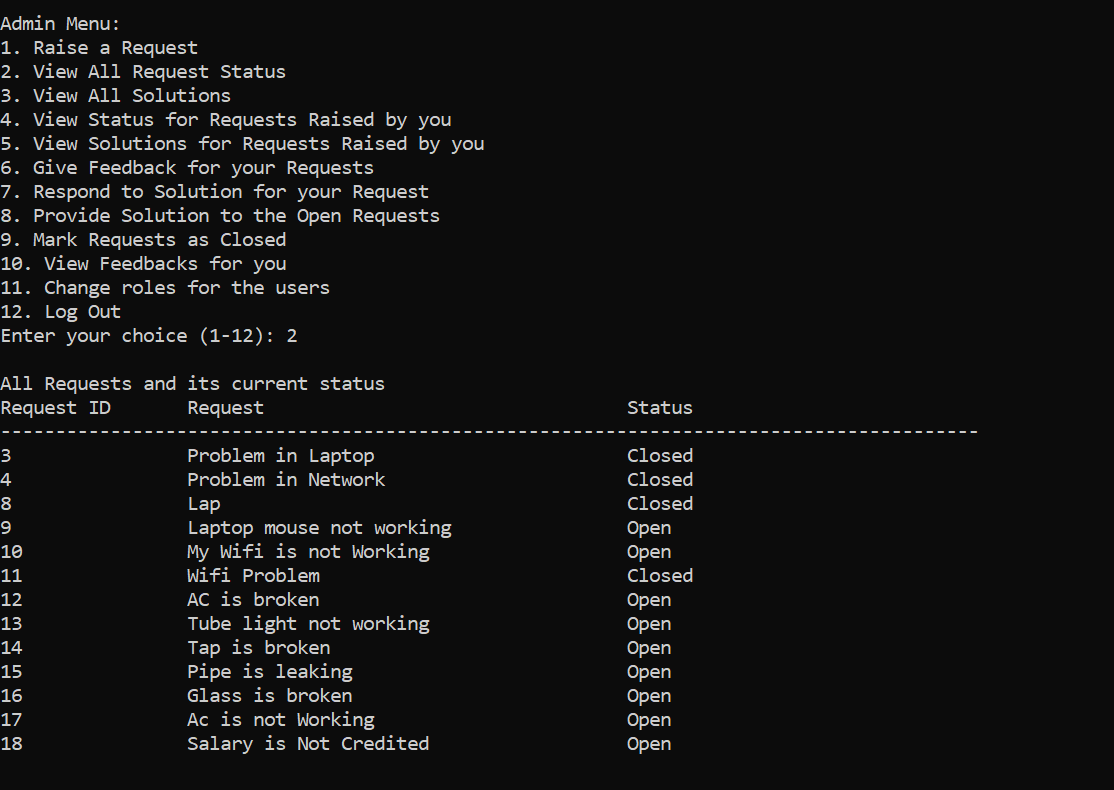 Admin Menu:
1. Raise a Request
2. View All Request Status
3. View All Solutions
4. View Status for Requests Raised by you
5. View Solutions for Requests Raised by you
6. Give Feedback for your Requests
7. Respond to Solution for your Request
8. Provide Solution to the Open Requests
9. Mark Requests as Closed
10. View Feedbacks for you
11. Change roles for the users
12. Log Out
Enter your choice (1-12): 2
All Requests and its current status
Request ID Request Status
-----------------------------------------------------------------------------------------
3 Problem in Laptop Closed
4 Problem in Network Closed
8 Lap Closed
9 Laptop mouse not working Open
10 My Wifi is not Working Open
11 Wifi Problem Closed
12 AC is broken Open
13 Tube light not working Open
14 Tap is broken Open
15 Pipe is leaking Open
16 Glass is broken Open
17 Ac is not Working Open
18 Salary is Not Credited Open